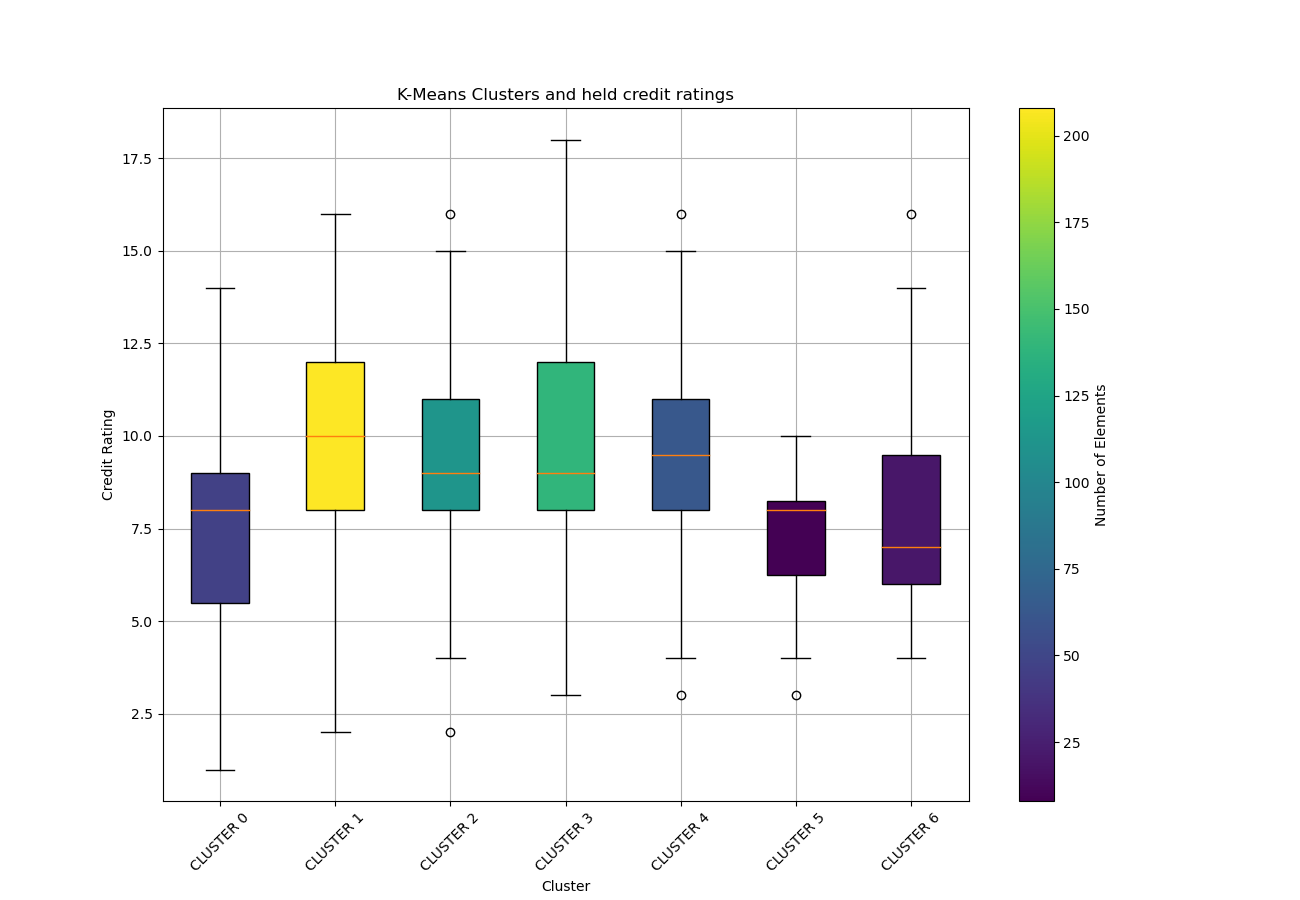 K-Means Clusters and held credit ratings
Credit Rating
17.5
15.0
12.5
10.0
7.5
5.0
2.5
CLUSTER 0
CLUSTER 1
CLUSTER 2
CLUSTER 3
CLUSTER 4
CLUSTER 5
CLUSTER 6
Cluster
200
175
150
125
100
75
50
25
Number of Elements